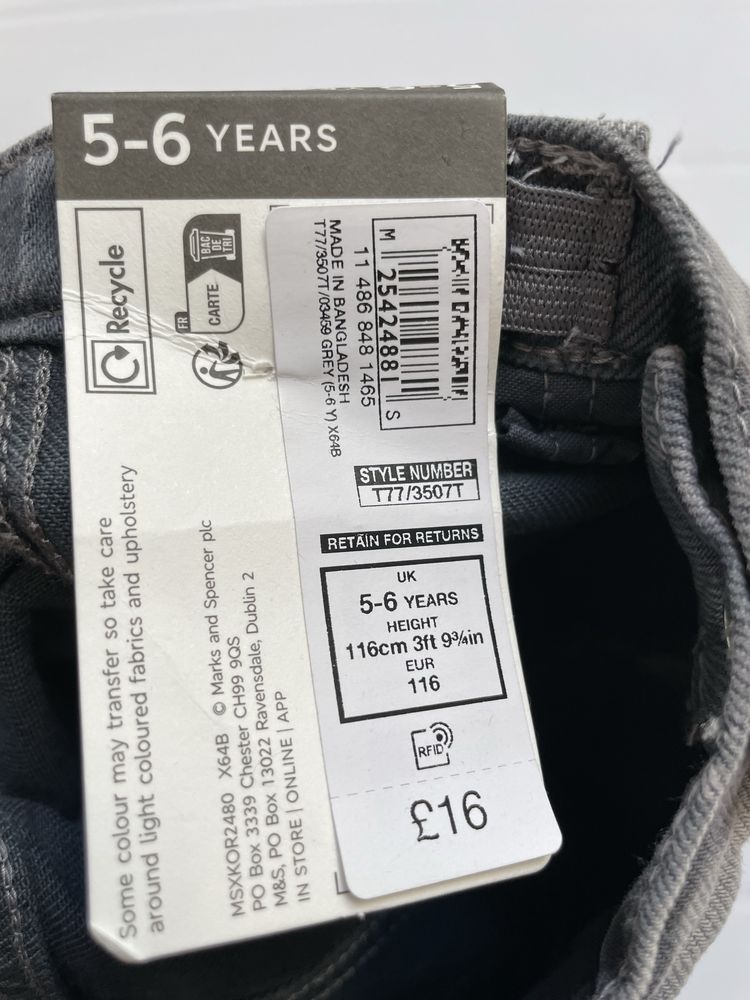 5-6 YEARS
Recycle
FR
BAC
DE
TRI
CARTE
Some colour may transfer so take care
around light coloured fabrics and upholstery
MSXKOR2480 X64B © Marks and Spencer plc
PO Box 3339 Chester CH99 9QS
M&S, PO Box 13022 Ravensdale, Dublin 2
IN STORE | ONLINE | APP
M 25424881 S
11 486 848 1465
MADE IN BANGLADESH
T77/3507T/03459 GREY (5-6 Y) X64B
STYLE NUMBER
T77/3507T
RETAIN FOR RETURNS
UK
5-6 YEARS
HEIGHT
116cm 3ft 9¾in
EUR
116
RFID
£16